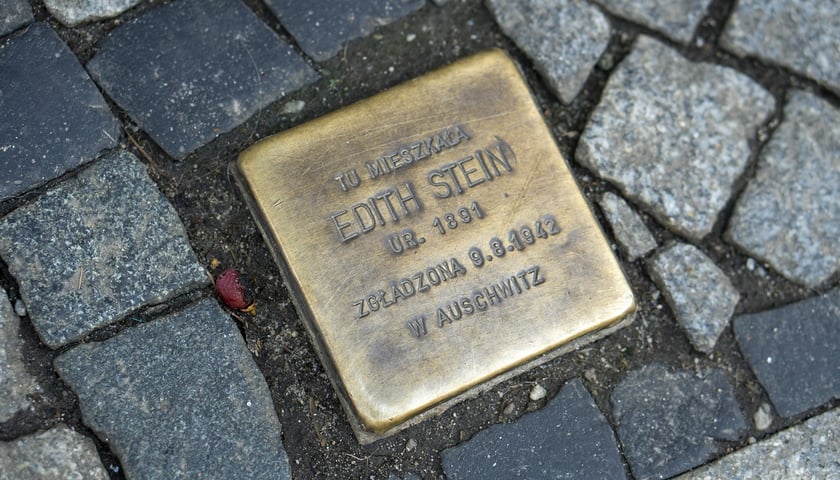 TU MIESZKAŁA
EDITH STEIN
UR. 1891
ZGŁADZONA 9.8.1942
W AUSCHWITZ